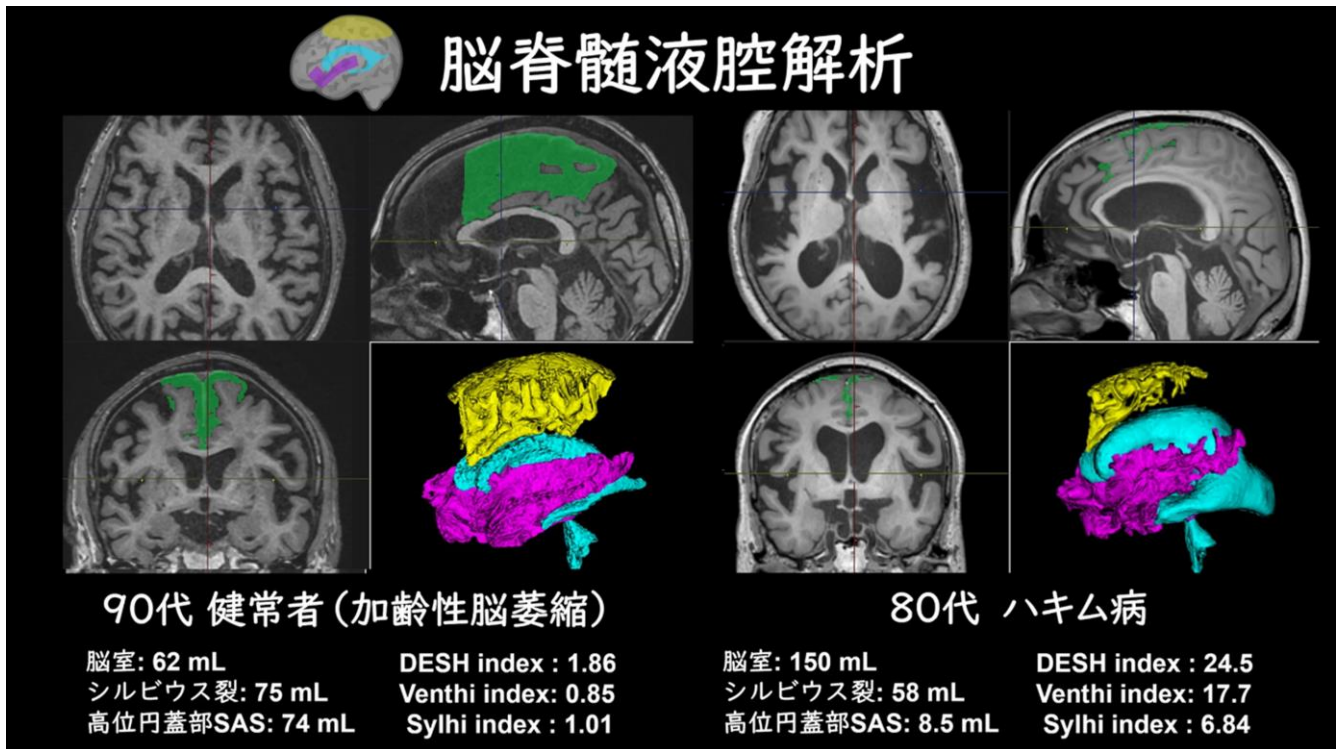 脳脊髄液腔解析
90代 健常者（加齢性脳萎縮）
脳室: 62 mL
シルビウス裂: 75 mL
高位円蓋部SAS: 74 mL
DESH index : 1.86
Venthi index: 0.85
Sylhi index : 1.01
80代 ハキム病
脳室: 150 mL
シルビウス裂: 58 mL
高位円蓋部SAS: 8.5 mL
DESH index : 24.5
Venthi index : 17.7
Sylhi index : 6.84